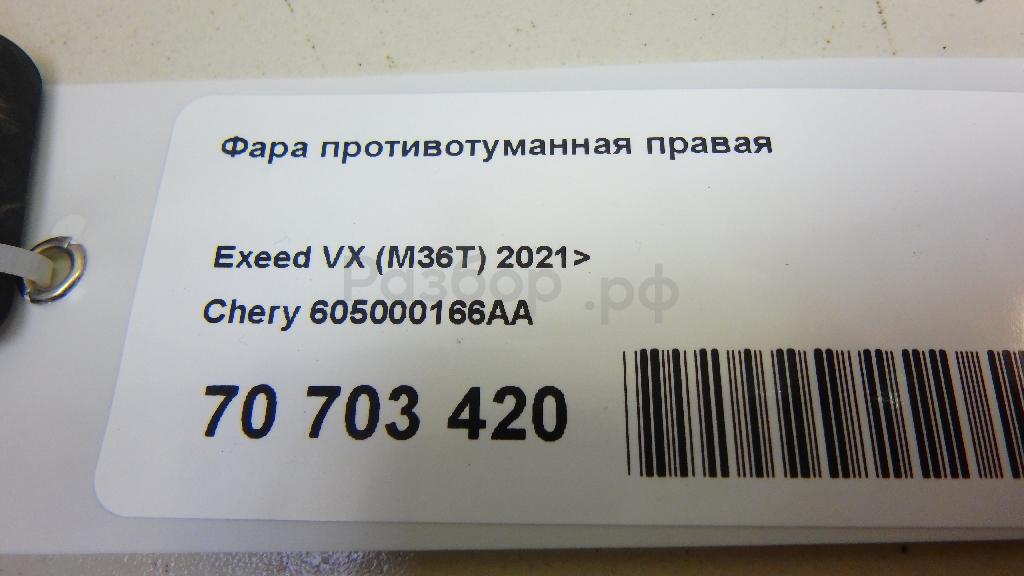 Фара противотуманная правая
Exeed VX (M36T) 2021>
Разбор.рф
Chery 605000166AA
70 703 420